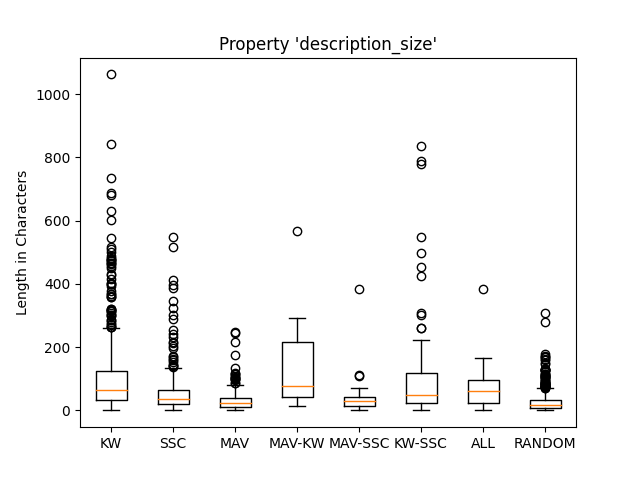 Property 'description_size'
Length in Characters
1000
800
600
400
200
0
KW SSC MAV MAV-KW MAV-SSC KW-SSC ALL RANDOM